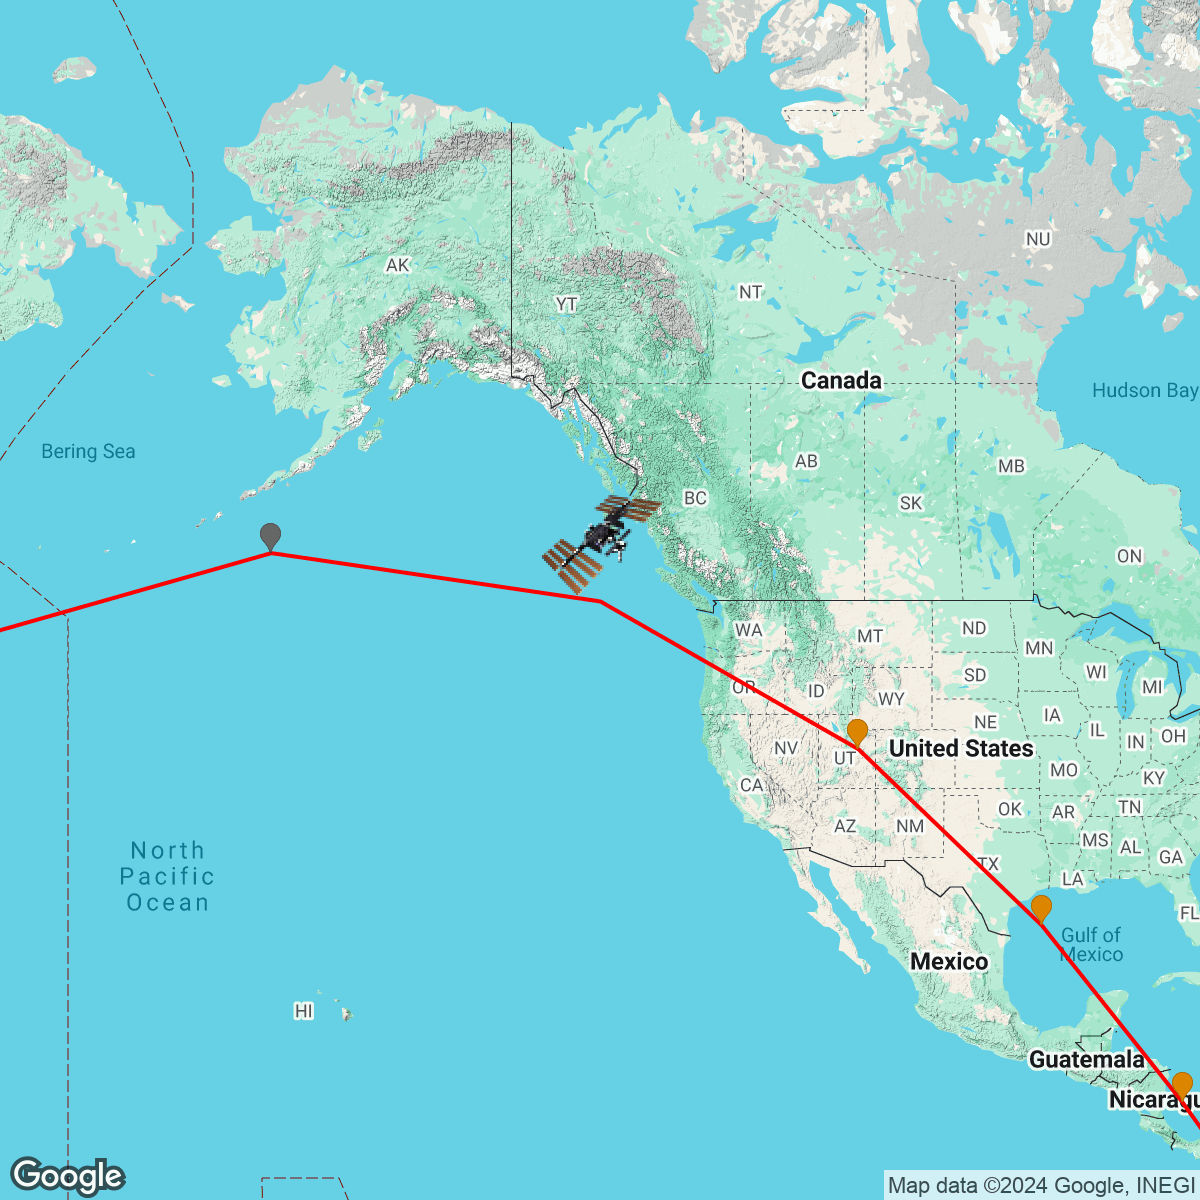 NU
AK
NT
YT
Canada
Hudson Bay
Bering Sea
AB
MB
BC
SK
ON
WA
MT
ND
MN
WI
SD
MI
OR
ID
WY
NE
IA
IL
IN
OH
NV
United States
UT
MO
KY
CA
OK
AR
TN
AZ
NM
MS
AL
GA
North
Pacific
Ocean
TX
LA
FL
Gulf of
Mexico
Mexico
HI
Guatemala
Nicaragu
Google
Map data ©2024 Google, INEGI